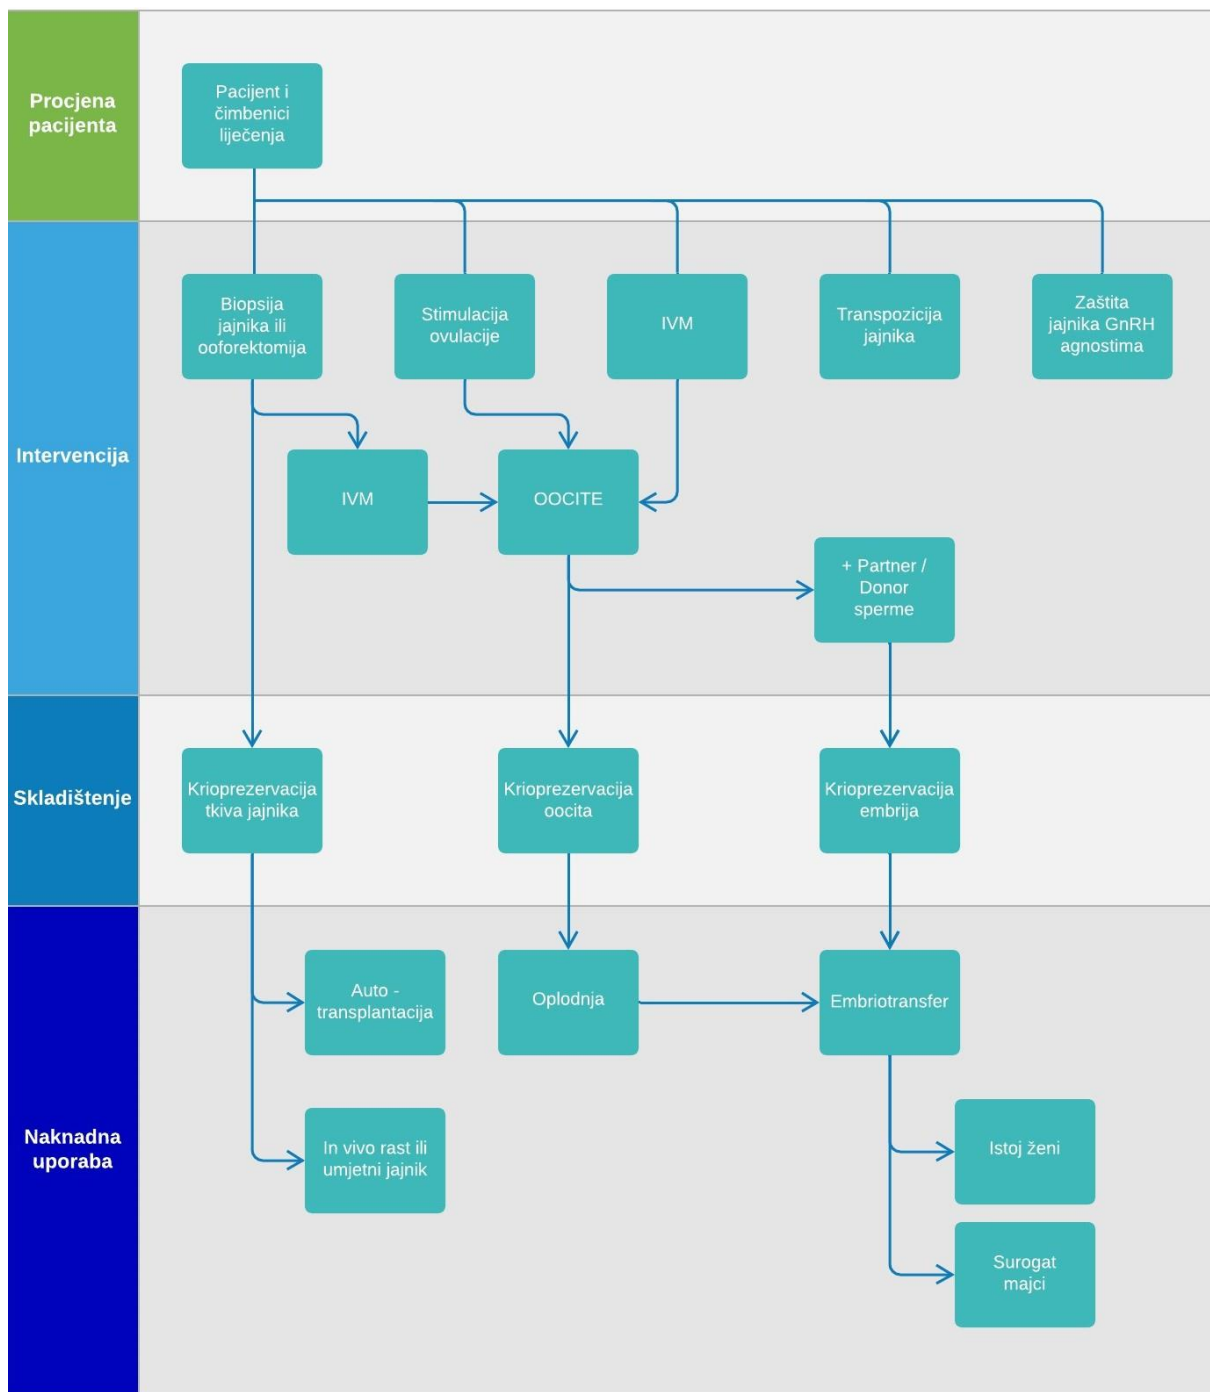 Procjena
pacijenta
Pacijent i
čimbenici
liječenja
Intervencija
Biopsija
jajnika ili
ooforektomija
Stimulacija
ovulacije
IVM
Transpozicija
jajnika
Zaštita
jajnika GnRH
agnostima
IVM
OOCITE
+ Partner /
Donor
sperme
Skladištenje
Krioprezervacija
tkiva jajnika
Krioprezervacija
oocita
Krioprezervacija
embrija
Naknadna
uporaba
Auto -
transplantacija
Oplodnja
Embriotransfer
In vivo rast ili
umjetni jajnik
Istoj ženi
Surogat
majci